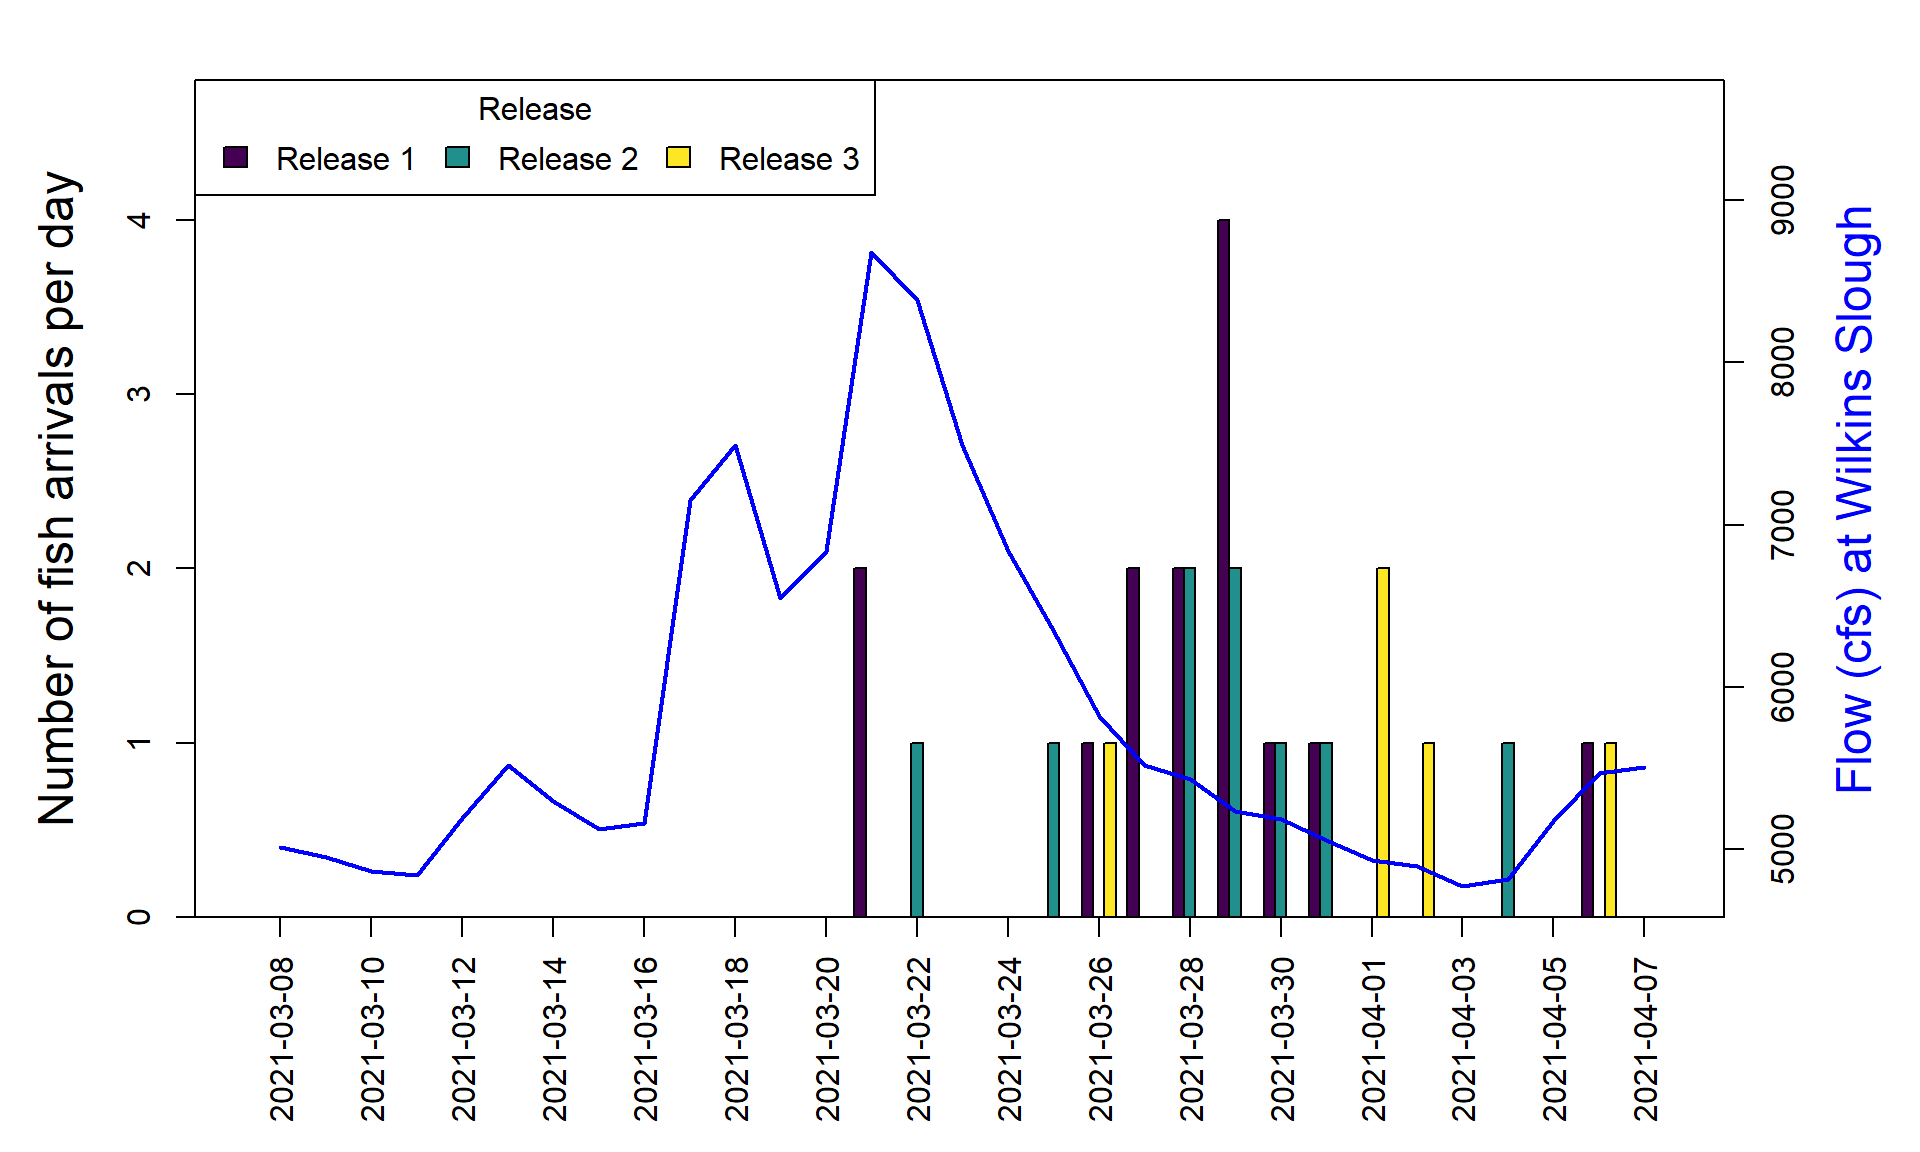 Release
Release 1 Release 2 Release 3
Number of fish arrivals per day
0 1 2 3 4
Flow (cfs) at Wilkins Slough
5000 6000 7000 8000 9000
2021-03-08
2021-03-10
2021-03-12
2021-03-14
2021-03-16
2021-03-18
2021-03-20
2021-03-22
2021-03-24
2021-03-26
2021-03-28
2021-03-30
2021-04-01
2021-04-03
2021-04-05
2021-04-07